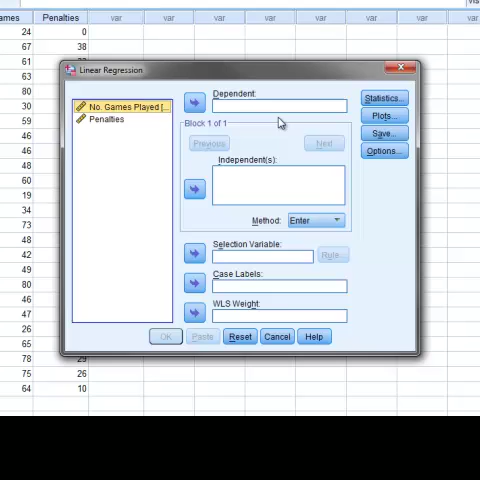 ames Penalties var var var var var var var
24 0
67 38
61
63
80
30
59
46
46
60
19
34
73
48
42
80
46
47
26
65
78 29
75 26
64 10
Linear Regression
No. Games Played [...
Penalties
Dependent:
Block 1 of 1
Previous Next
Independent(s):
Method: Enter
Selection Variable:
Rule...
Case Labels:
WLS Weight:
Statistics...
Plots...
Save...
Options...
OK Paste Reset Cancel Help